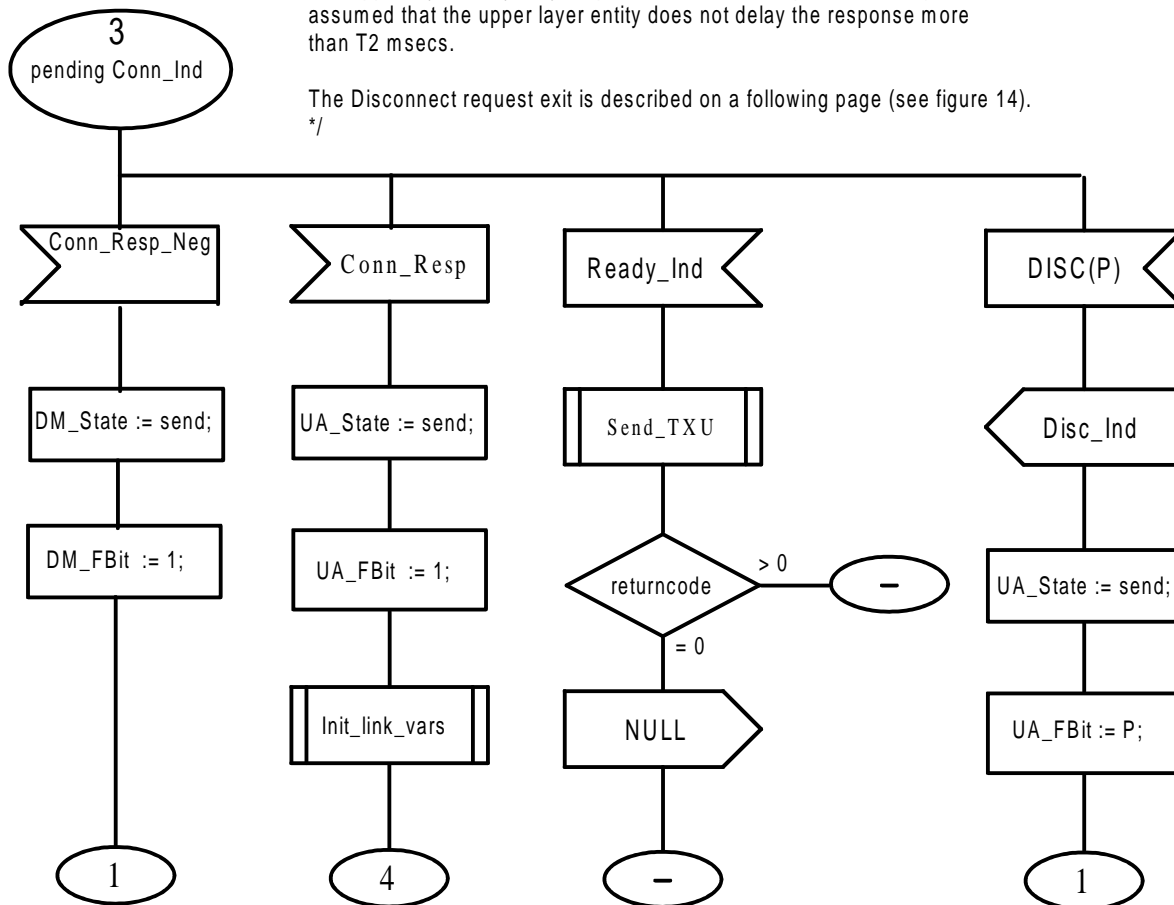 assumed that the upper layer entity does not delay the response more
than T2 msecs.
The Disconnect request exit is described on a following page (see figure 14).
*/
3
pending Conn_Ind
Conn_Resp_Neg
Conn_Resp
Ready_Ind
DISC(P)
DM_State := send;
UA_State := send;
Send_TXU
Disc_Ind
DM_FBit := 1;
UA_FBit := 1;
returncode
> 0
–
UA_State := send;
= 0
Init_link_vars
NULL
UA_FBit := P;
1
4
–
1